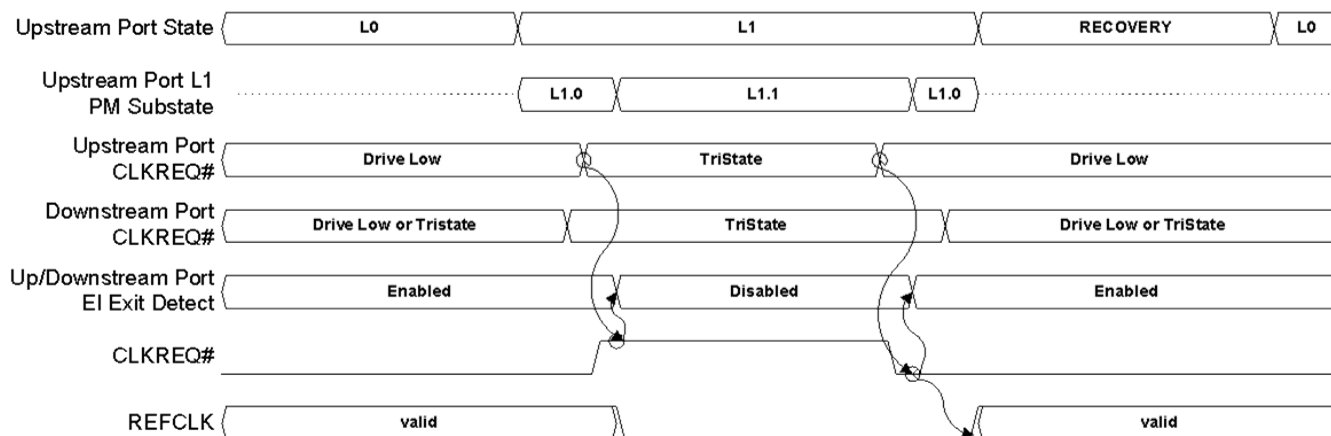 Upstream Port State L0 L1 RECOVERY L0
Upstream Port L1
PM Substate L1.0 L1.1 L1.0
Upstream Port
CLKREQ# Drive Low TriState Drive Low
Downstream Port
CLKREQ# Drive Low or Tristate TriState Drive Low or TriState
Up/Downstream Port
EI Exit Detect Enabled Disabled Enabled
CLKREQ#
REFCLK valid valid